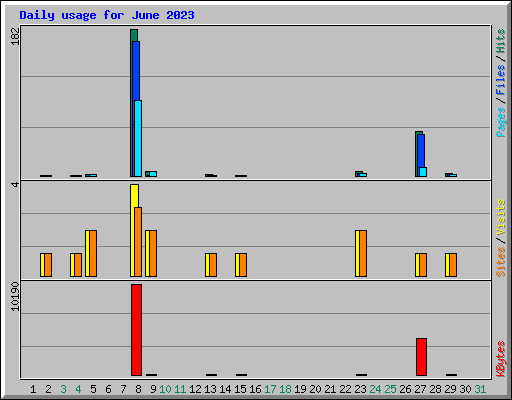 Daily usage for June 2023
182
Pages / Files / Hits
4
Sites / Visits
10190
KBytes
1 2 3 4 5 6 7 8 9 10 11 12 13 14 15 16 17 18 19 20 21 22 23 24 25 26 27 28 29 30 31